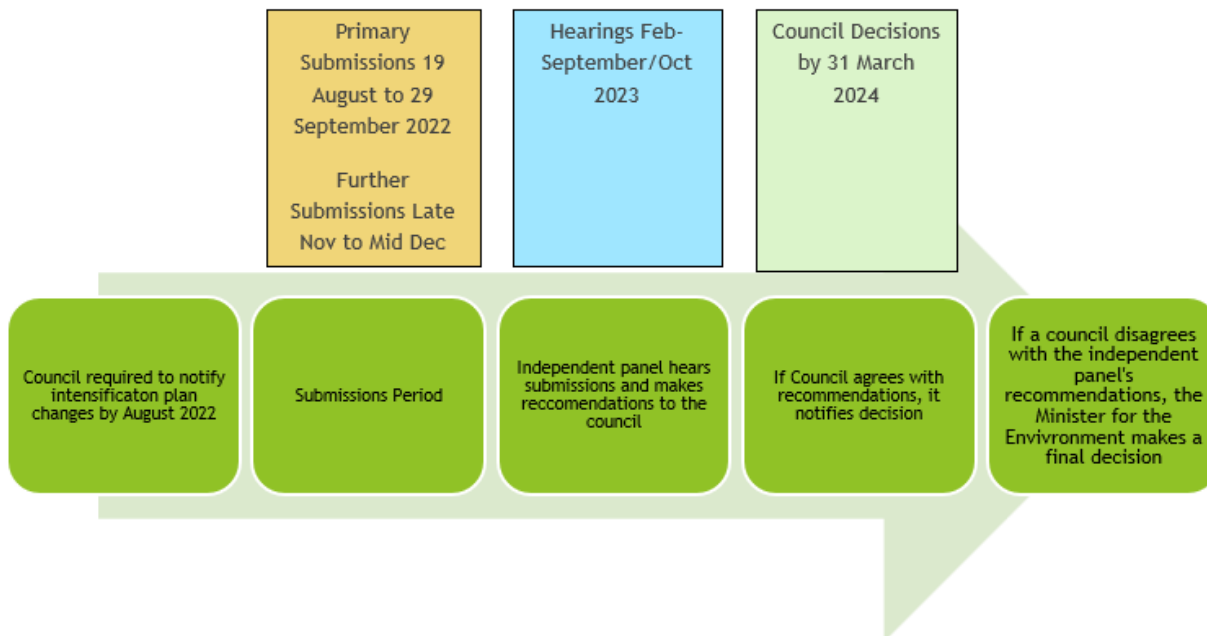 Primary
Submissions 19
August to 29
September 2022
Further
Submissions Late
Nov to Mid Dec
Hearings Feb-
September/Oct
2023
Council Decisions
by 31 March
2024
Council required to notify
intensificaton plan
changes by August 2022
Submissions Period
Independent panel hears
submissions and makes
reccomendations to the
council
If Council agrees with
recommendations, it
notifies decision
If a council disagrees
with the independent
panel's
recommendations, the
Minister for the
Envivronment makes a
final decision